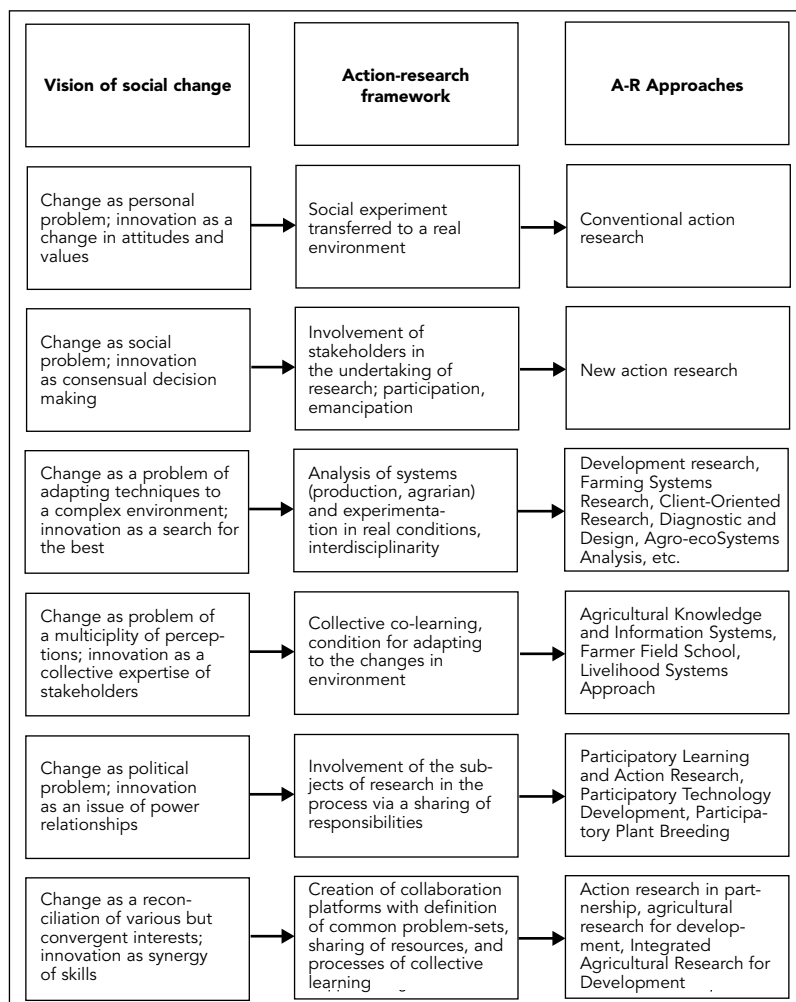 Vision of social change
Action-research
framework
A-R Approaches
Change as personal
problem; innovation as a
change in attitudes and
values
Social experiment
transferred to a real
environment
Conventional action
research
Change as social
problem; innovation
as consensual decision
making
Involvement of
stakeholders in
the undertaking of
research; participation,
emancipation
New action research
Change as a problem of
adapting techniques to
a complex environment;
innovation as a search for
the best
Analysis of systems
(production, agrarian)
and experimenta-
tion in real conditions,
interdisciplinarity
Development research,
Farming Systems
Research, Client-Oriented
Research, Diagnostic and
Design, Agro-ecoSystems
Analysis, etc.
Change as problem of
a multiciplity of percep-
tions; innovation as a
collective expertise of
stakeholders
Collective co-learning,
condition for adapting
to the changes in
environment
Agricultural Knowledge
and Information Systems,
Farmer Field School,
Livelihood Systems
Approach
Change as political
problem; innovation
as an issue of power
relationships
Involvement of the sub-
jects of research in the
process via a sharing of
responsibilities
Participatory Learning
and Action Research,
Participatory Technology
Development, Participa-
tory Plant Breeding
Change as a recon-
ciliation of various but
convergent interests;
innovation as synergy
of skills
Creation of collaboration
platforms with definition
of common problem-sets,
sharing of resources, and
processes of collective
learning
Action research in part-
nership, agricultural
research for develop-
ment, Integrated
Agricultural Research for
Development